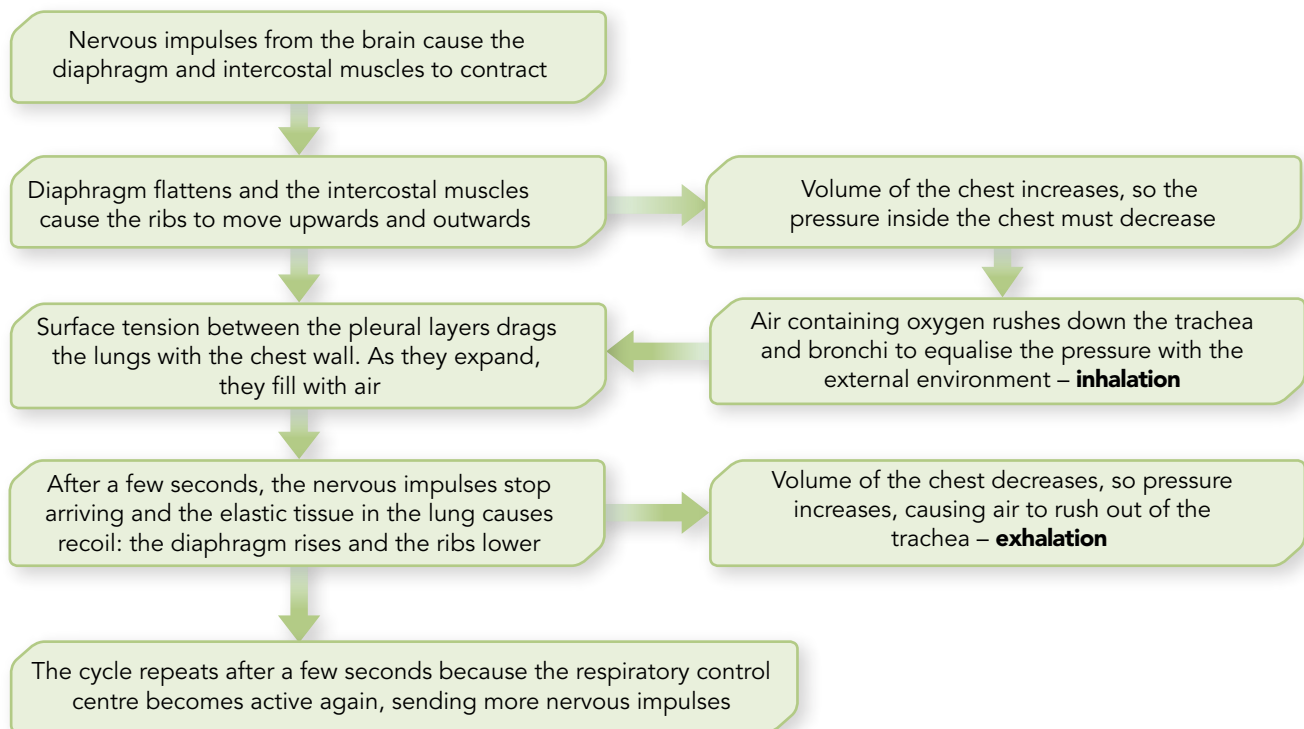 Nervous impulses from the brain cause the
diaphragm and intercostal muscles to contract
Diaphragm flattens and the intercostal muscles
cause the ribs to move upwards and outwards
Volume of the chest increases, so the
pressure inside the chest must decrease
Air containing oxygen rushes down the trachea
and bronchi to equalise the pressure with the
external environment – inhalation
Surface tension between the pleural layers drags
the lungs with the chest wall. As they expand,
they fill with air
After a few seconds, the nervous impulses stop
arriving and the elastic tissue in the lung causes
recoil: the diaphragm rises and the ribs lower
Volume of the chest decreases, so pressure
increases, causing air to rush out of the
trachea – exhalation
The cycle repeats after a few seconds because the respiratory control
centre becomes active again, sending more nervous impulses